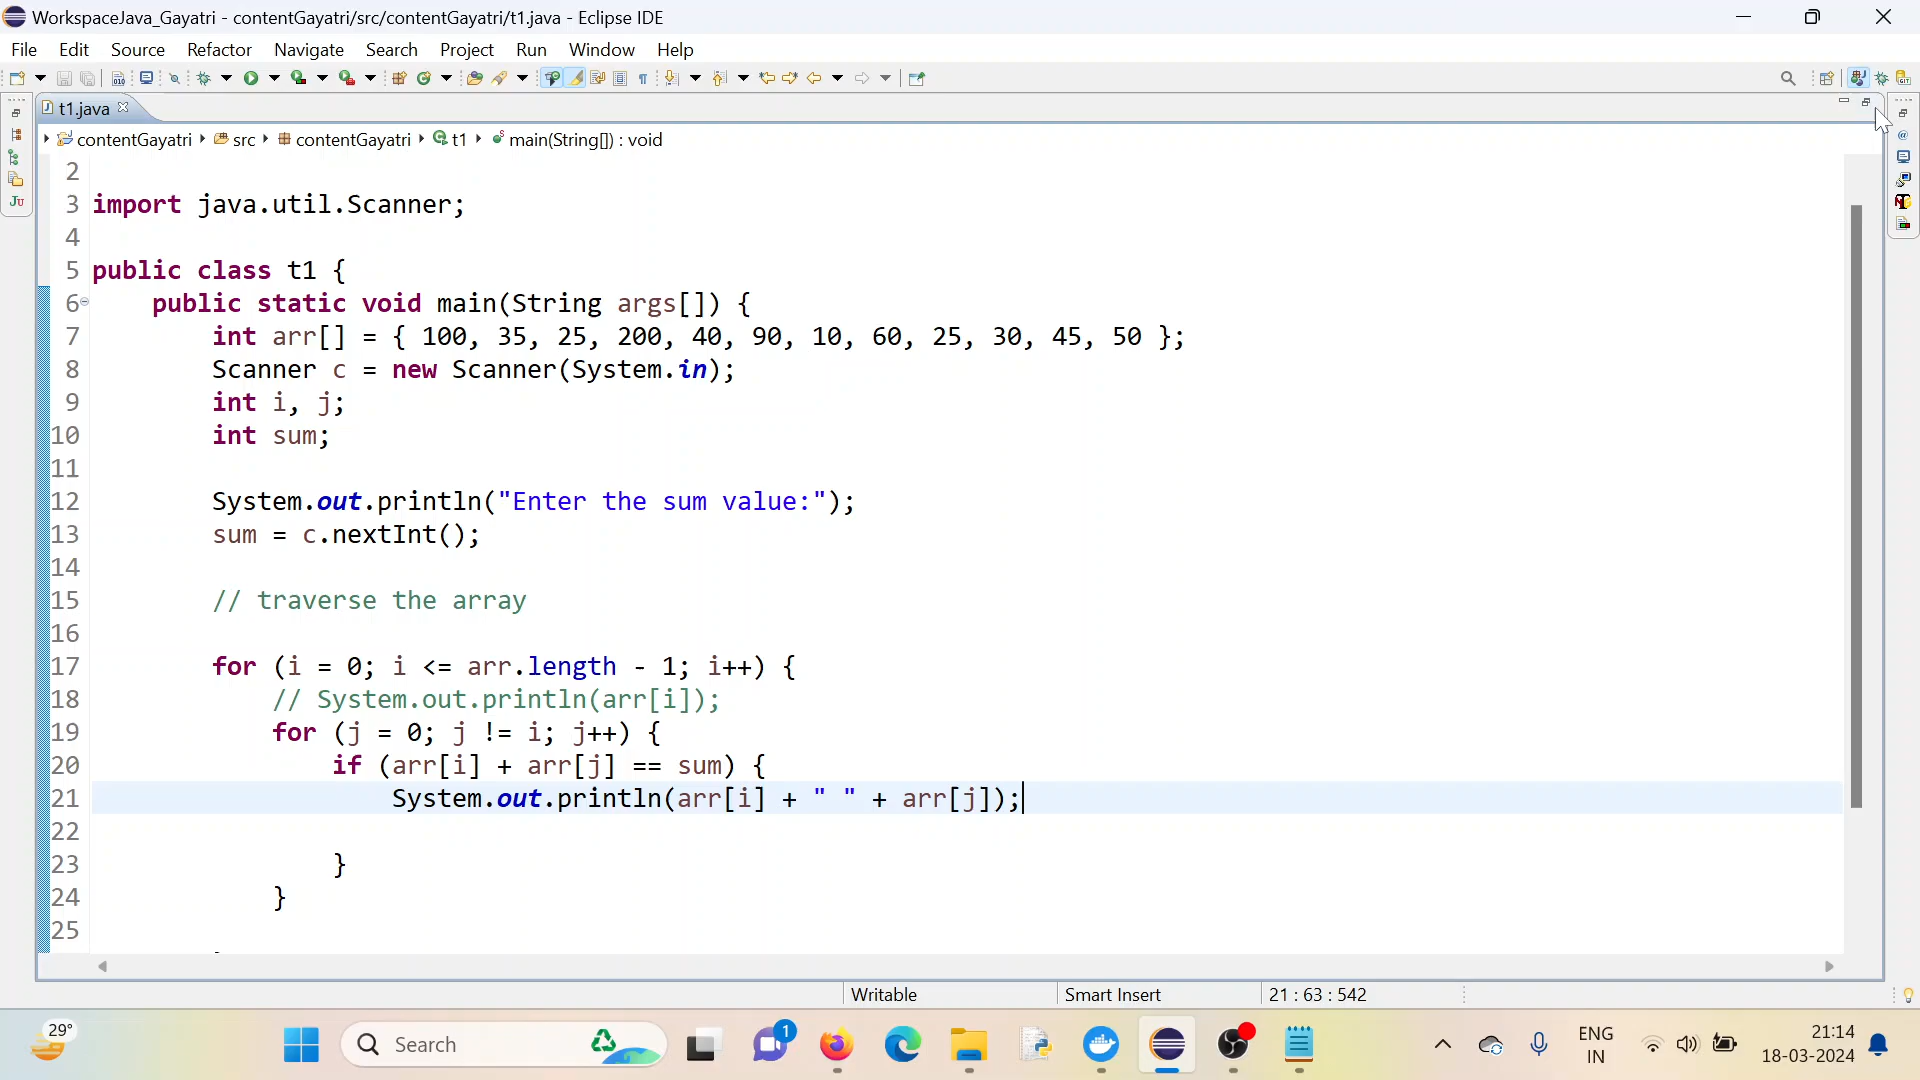 WorkspaceJava_Gayatri - contentGayatri/src/contentGayatri/t1.java - Eclipse IDE
File Edit Source Refactor Navigate Search Project Run Window Help
t1.java
contentGayatri src contentGayatri t1 main(String[]) : void
2
3 import java.util.Scanner;
4
5 public class t1 {
6 public static void main(String args[]) {
7 int arr[] = { 100, 35, 25, 200, 40, 90, 10, 60, 25, 30, 45, 50 };
8 Scanner c = new Scanner(System.in);
9 int i, j;
10 int sum;
11
12 System.out.println("Enter the sum value:");
13 sum = c.nextInt();
14
15 // traverse the array
16
17 for (i = 0; i <= arr.length - 1; i++) {
18 // System.out.println(arr[i]);
19 for (j = 0; j != i; j++) {
20 if (arr[i] + arr[j] == sum) {
21 System.out.println(arr[i] + " " + arr[j]);
22
23 }
24 }
25
Writable Smart Insert 21 : 63 : 542
29°
Search
1
ENG
IN
21:14
18-03-2024